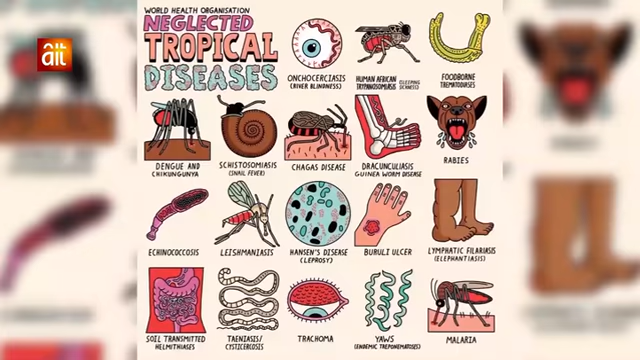 WORLD HEALTH ORGANISATION
NEGLECTED
TROPICAL
DISEASES
ait
ONCHOCERCIASIS
(RIVER BLINDNESS)
HUMAN AFRICAN
TRYPANOSOMIASIS (SLEEPING
SICKNESS)
FOODBORNE
TREMATODIASES
DENGUE AND
CHIKUNGUNYA
SCHISTOSOMIASIS
(SNAIL FEVER)
CHAGAS DISEASE
DRACUNCULIASIS
GUINEA WORM DISEASE
RABIES
ECHINOCOCCOSIS
LEISHMANIASIS
HANSEN'S DISEASE
(LEPROSY)
BURULI ULCER
LYMPHATIC FILARIASIS
(ELEPHANTIASIS)
SOIL TRANSMITTED
HELMITHIASES
TAENIASIS/
CYSTICERCOSIS
TRACHOMA
YAWS
(ENDEMIC TREPONEMATOSES)
MALARIA